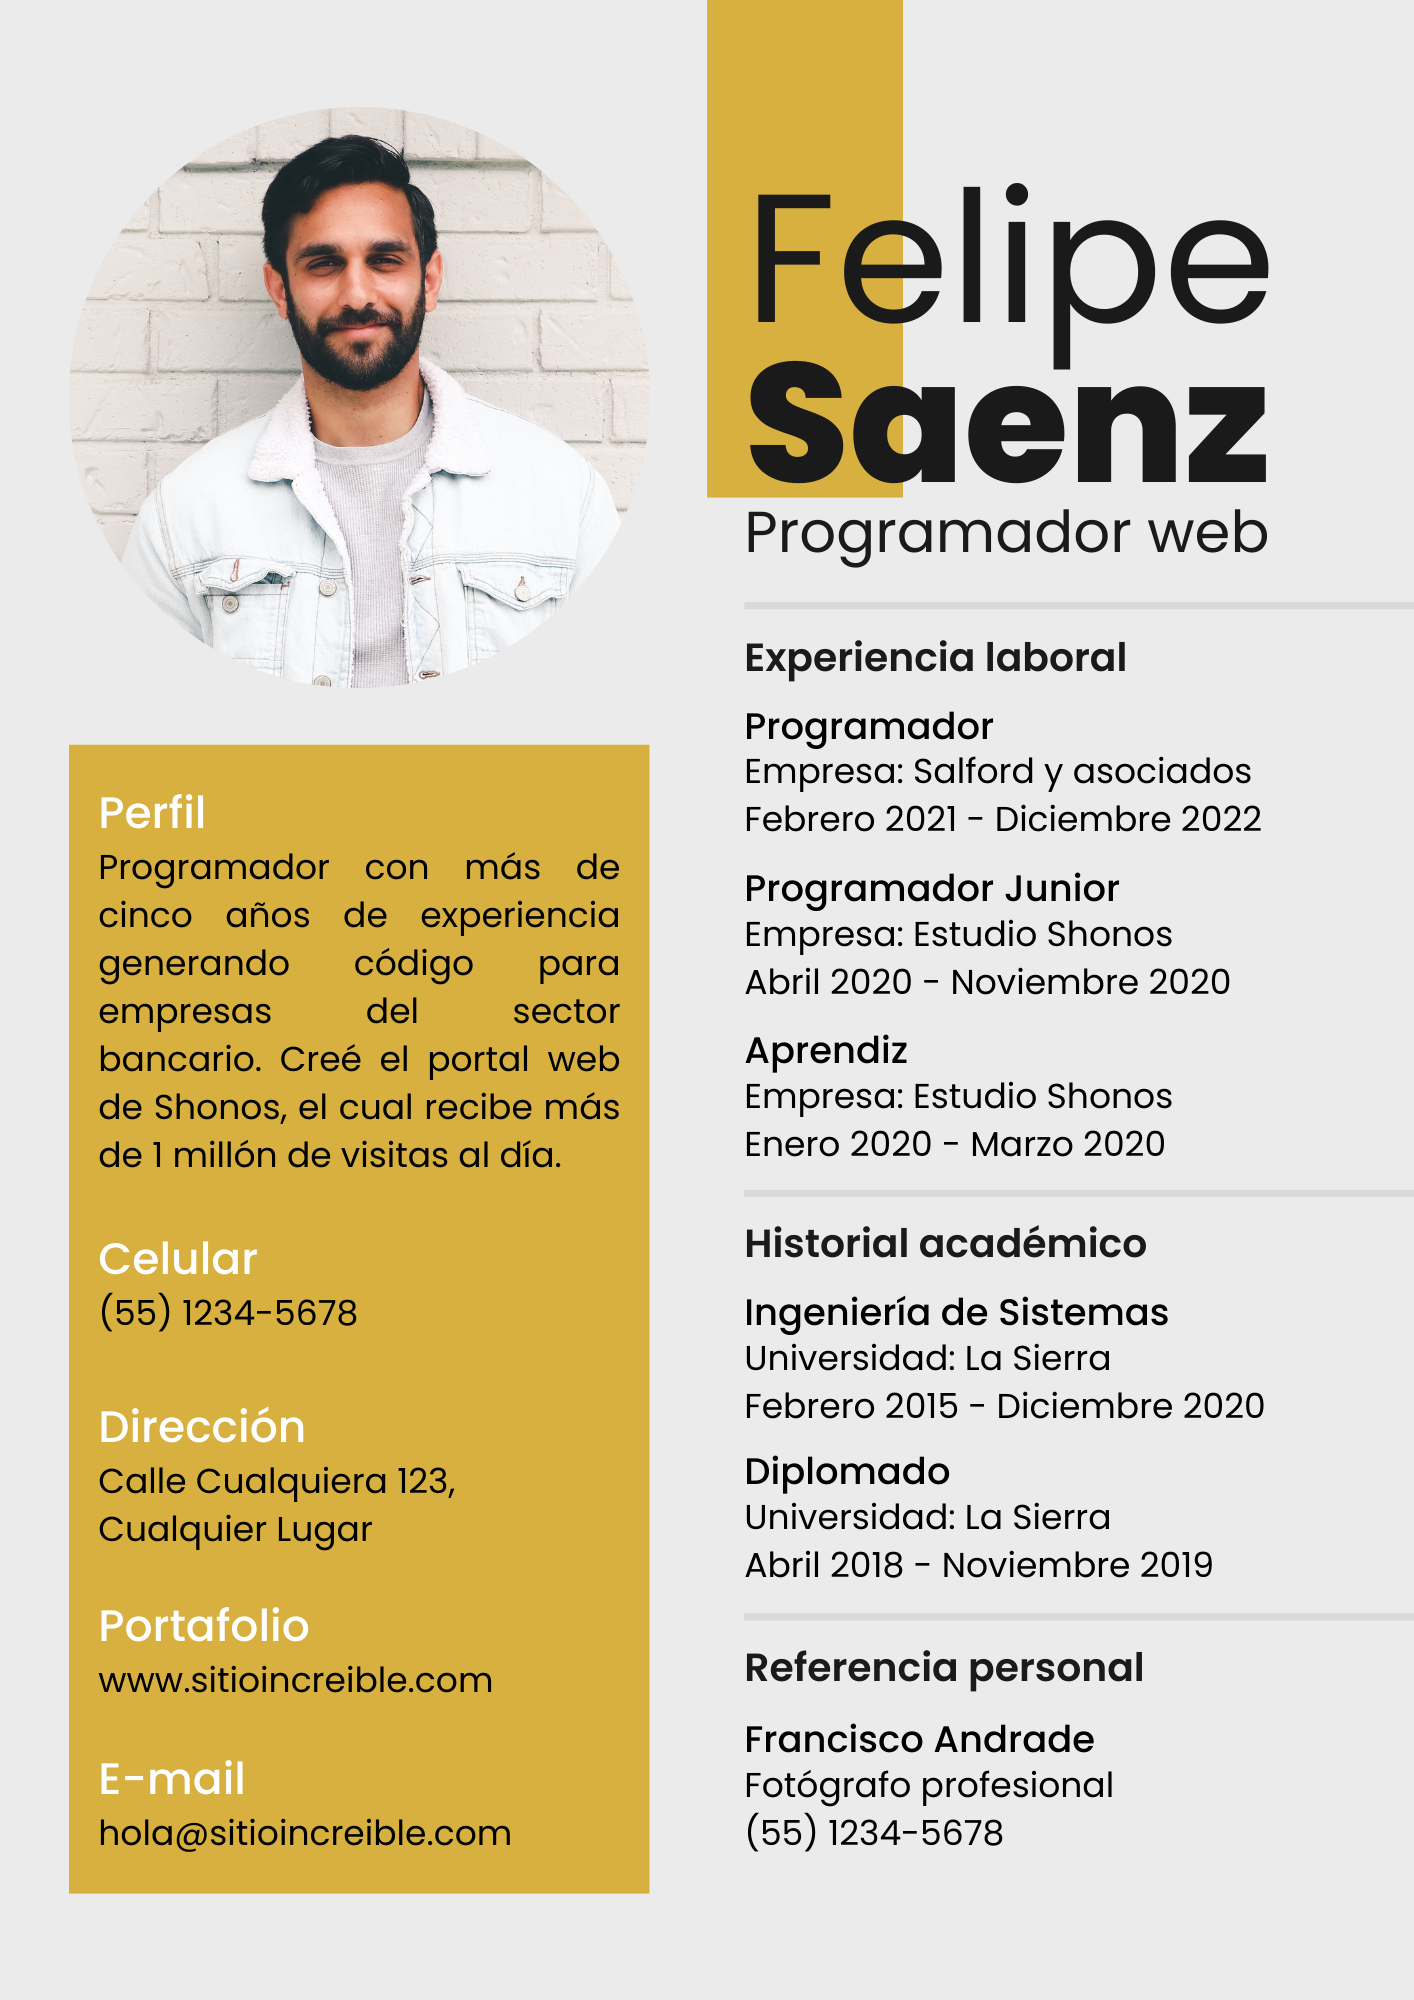 Felipe
Saenz
Programador web
Perfil
Programador con más de
cinco años de experiencia
generando código para
empresas del sector
bancario. Creé el portal web
de Shonos, el cual recibe más
de 1 millón de visitas al día.
Celular
(55) 1234-5678
Dirección
Calle Cualquiera 123,
Cualquier Lugar
Portafolio
www.sitioincreible.com
E-mail
hola@sitioincreible.com
Experiencia laboral
Programador
Empresa: Salford y asociados
Febrero 2021 - Diciembre 2022
Programador Junior
Empresa: Estudio Shonos
Abril 2020 - Noviembre 2020
Aprendiz
Empresa: Estudio Shonos
Enero 2020 - Marzo 2020
Historial académico
Ingeniería de Sistemas
Universidad: La Sierra
Febrero 2015 - Diciembre 2020
Diplomado
Universidad: La Sierra
Abril 2018 - Noviembre 2019
Referencia personal
Francisco Andrade
Fotógrafo profesional
(55) 1234-5678